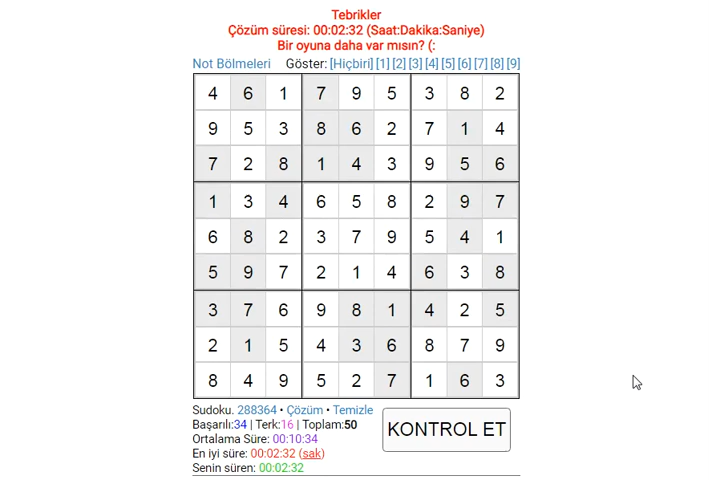 Tebrikler
Çözüm süresi: 00:02:32 (Saat:Dakika:Saniye)
Bir oyuna daha var mısın? (:
Not Bölmeleri Göster: [Hiçbiri] [1] [2] [3] [4] [5] [6] [7] [8] [9]
4 6 1 7 9 5 3 8 2
9 5 3 8 6 2 7 1 4
7 2 8 1 4 3 9 5 6
1 3 4 6 5 8 2 9 7
6 8 2 3 7 9 5 4 1
5 9 7 2 1 4 6 3 8
3 7 6 9 8 1 4 2 5
2 1 5 4 3 6 8 7 9
8 4 9 5 2 7 1 6 3
Sudoku. 288364 • Çözüm • Temizle
Başarılı:34 | Terk:16 | Toplam:50
Ortalama Süre: 00:10:34
En iyi süre: 00:02:32 (sak)
Senin süren: 00:02:32
KONTROL ET